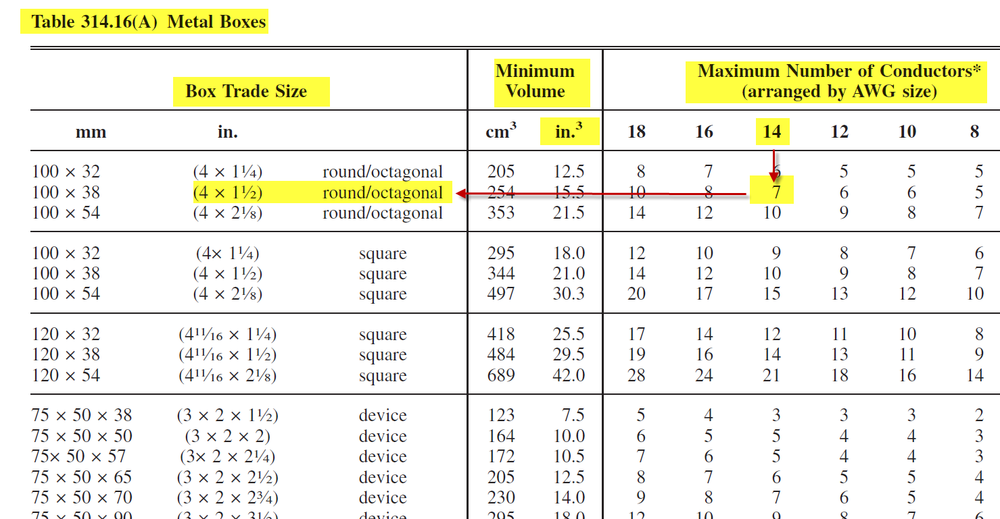 Table 314.16(A) Metal Boxes
Box Trade Size Minimum Volume Maximum Number of Conductors* (arranged by AWG size)
mm in. cm³ in.³ 18 16 14 12 10 8
100 × 32 (4 × 1¼) round/octagonal 205 12.5 8 7 6 5 5 5
100 × 38 (4 × 1½) round/octagonal 254 15.5 10 8 7 6 6 5
100 × 54 (4 × 2⅛) round/octagonal 353 21.5 14 12 10 9 8 7
100 × 32 (4× 1¼) square 295 18.0 12 10 9 8 7 6
100 × 38 (4 × 1½) square 344 21.0 14 12 10 9 8 7
100 × 54 (4 × 2⅛) square 497 30.3 20 17 15 13 12 10
120 × 32 (4¹¹⁄₁₆ × 1¼) square 418 25.5 17 14 12 11 10 8
120 × 38 (4¹¹⁄₁₆ × 1½) square 484 29.5 19 16 14 13 11 9
120 × 54 (4¹¹⁄₁₆ × 2⅛) square 689 42.0 28 24 21 18 16 14
75 × 50 × 38 (3 × 2 × 1½) device 123 7.5 5 4 3 3 3 2
75 × 50 × 50 (3 × 2 × 2) device 164 10.0 6 5 5 4 4 3
75× 50 × 57 (3× 2 × 2¼) device 172 10.5 7 6 5 4 4 3
75 × 50 × 65 (3 × 2 × 2½) device 205 12.5 8 7 6 5 5 4
75 × 50 × 70 (3 × 2 × 2¾) device 230 14.0 9 8 7 6 5 4
75 × 50 × 90 (3 × 2 × 3½) device 295 18.0 12 10 9 8 7 6